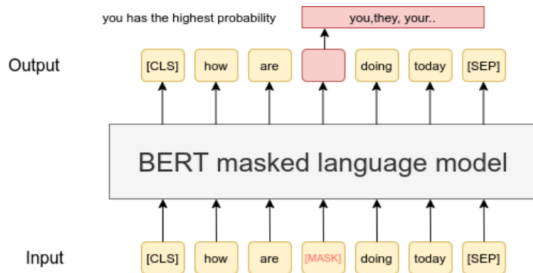 you has the highest probability you,they, your..
Output [CLS] how are doing today [SEP]
BERT masked language model
Input [CLS] how are [MASK] doing today [SEP]